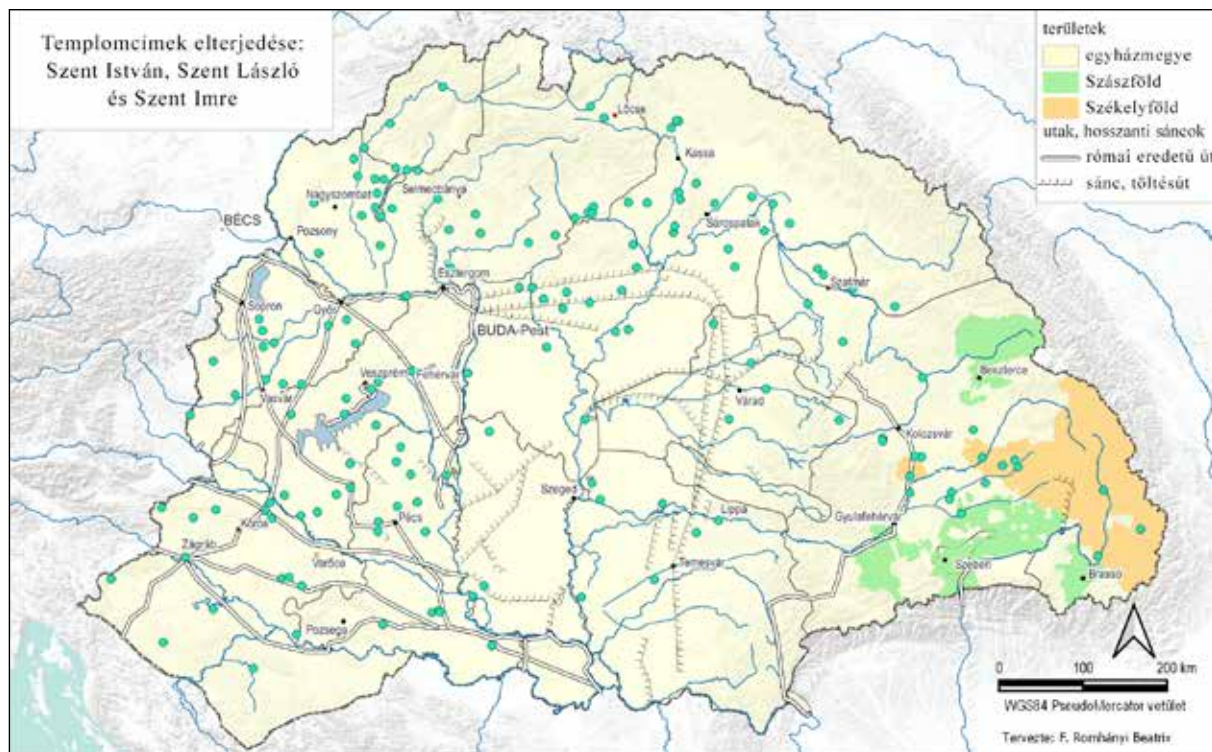 Templomcímek elterjedése:
Szent István, Szent László
és Szent Imre
területek
egyházmegye
Szászföld
Székelyföld
utak, hosszanti sáncok
római eredetű út
sánc, töltésút
Lőcse
Kassa
Nagyszombat
Selmecbánya
Sárospatak
BÉCS
Pozsony
Esztergom
Szatmár
Sopron
Győr
BUDA-Pest
Beszterce
Veszprém
Fehérvár
Vasvár
Várad
Kolozsvár
Szeged
Lippa
Gyulafehérvár
Kőrös
Pécs
Zágráb
Temesvár
Szeben
Brassó
Pozsega
0 100 200 km
WGS84 PseudoMercator vetület
Tervezte: F. Romhányi Beatrix